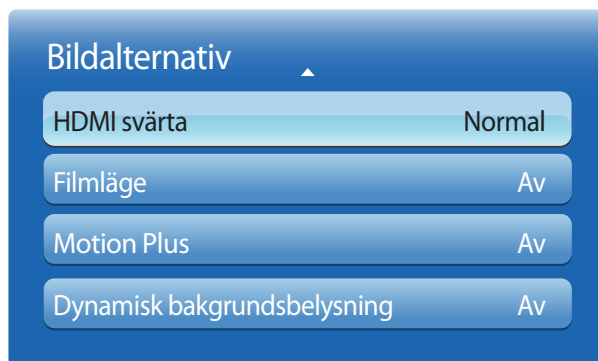 Bildalternativ
HDMI svärta Normal
Filmläge Av
Motion Plus Av
Dynamisk bakgrundsbelysning Av